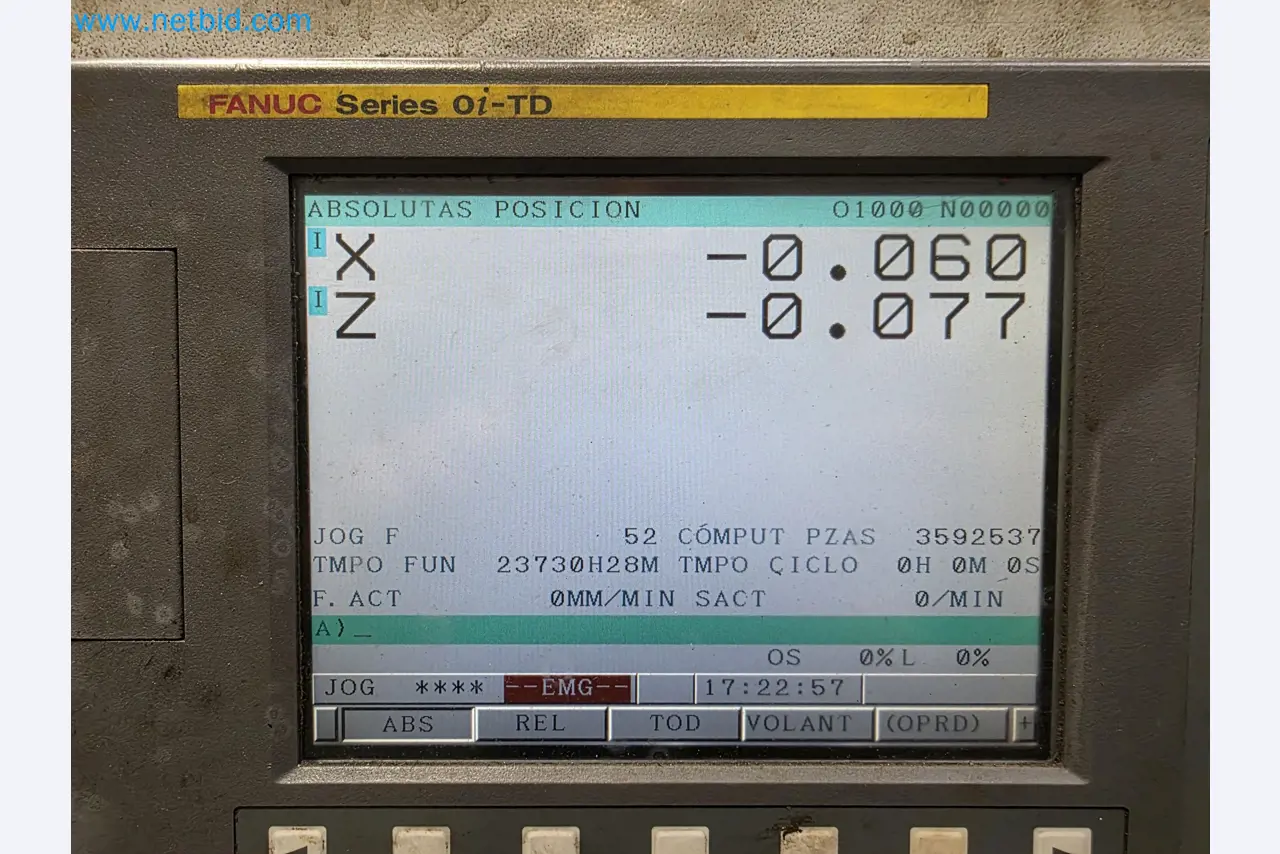 www.netbid.com
FANUC Series 0i-TD
ABSOLUTAS POSICION O1000 N00000
I X -0.060
I Z -0.077
JOG F 52 CÓMPUT PZAS 3592537
TMPO FUN 23730H28M TMPO ÇICLO 0H 0M 0S
F. ACT 0MM/MIN SACT 0/MIN
A)_
OS 0% L 0%
JOG **** --EMG-- 17:22:57
ABS REL TOD VOLANT (OPRD) +